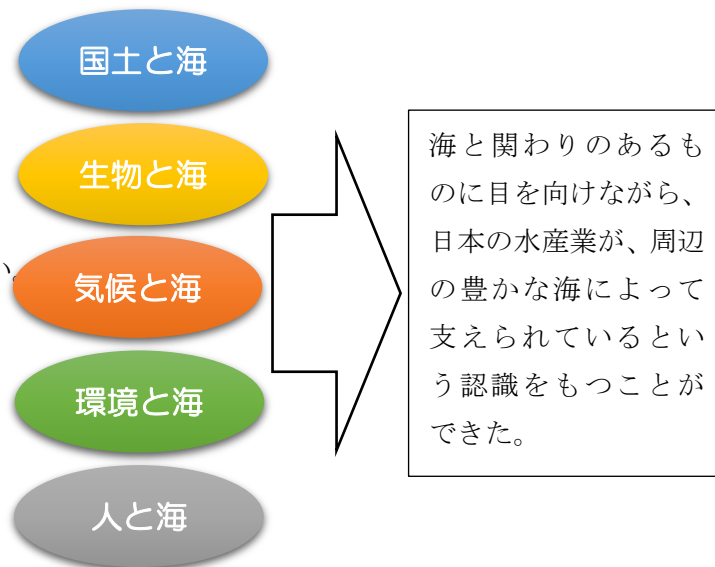 国土と海
生物と海
い。
気候と海
環境と海
人と海
海と関わりのあるも
のに目を向けながら、
日本の水産業が、周辺
の豊かな海によって
支えられているとい
う認識をもつことが
できた。